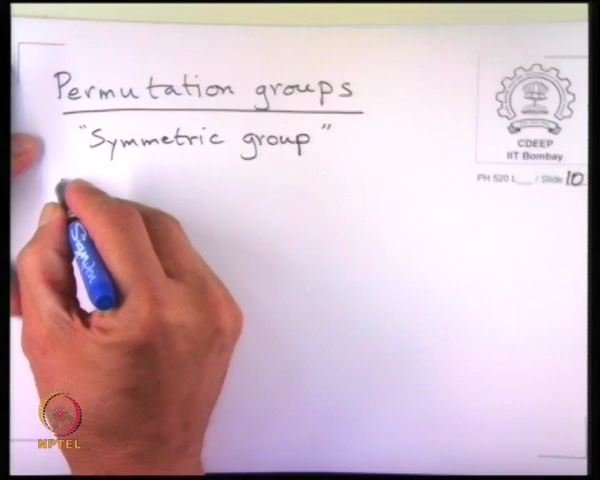 Permutation groups
"Symmetric group"
CDEEP
IIT Bombay
PH 520 L___ / Slide 10
NPTEL